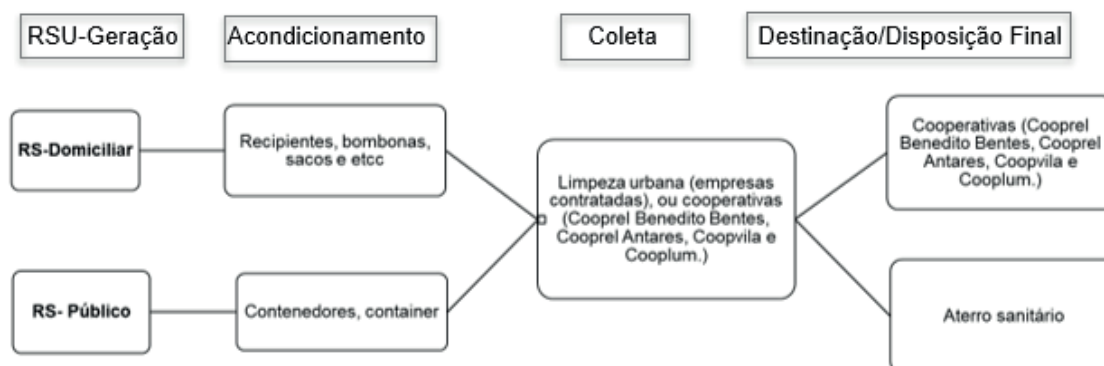 RSU-Geração
Acondicionamento
Coleta
Destinação/Disposição Final
RS-Domiciliar
Recipientes, bombonas,
sacos e etcc
Limpeza urbana (empresas
contratadas), ou cooperativas
(Cooprel Benedito Bentes,
Cooprel Antares, Coopvila e
Cooplum.)
Cooperativas (Cooprel
Benedito Bentes, Cooprel
Antares, Coopvila e
Cooplum.)
RS- Público
Contenedores, container
Aterro sanitário